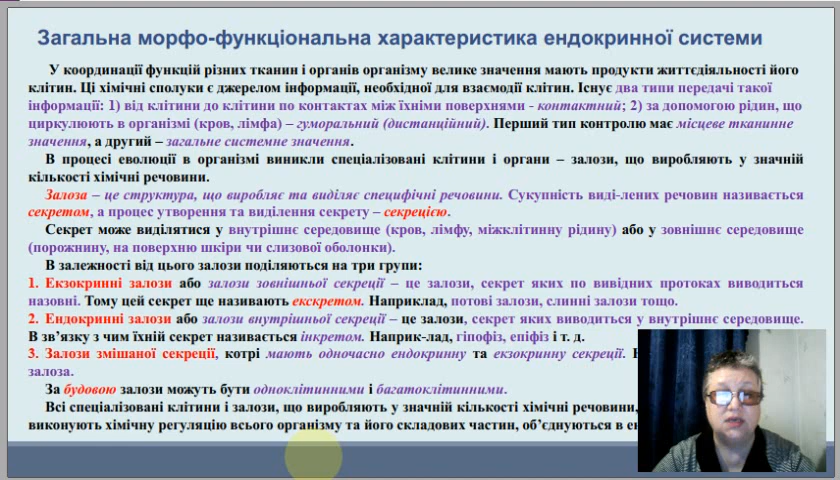 Загальна морфо-функціональна характеристика ендокринної системи
У координації функцій різних тканин і органів організму велике значення мають продукти життєдіяльності його
клітин. Ці хімічні сполуки є джерелом інформації, необхідної для взаємодії клітин. Існує два типи передачі такої
інформації: 1) від клітини до клітини по контактах між їхніми поверхнями - контактний; 2) за допомогою рідин, що
циркулюють в організмі (кров, лімфа) – гуморальний (дистанційний). Перший тип контролю має місцеве тканинне
значення, а другий – загальне системне значення.
В процесі еволюції в організмі виникли спеціалізовані клітини і органи – залози, що виробляють у значній
кількості хімічні речовини.
Залоза – це структура, що виробляє та виділяє специфічні речовини. Сукупність виді-лених речовин називається
секретом, а процес утворення та виділення секрету – секрецією.
Секрет може виділятися у внутрішнє середовище (кров, лімфу, міжклітинну рідину) або у зовнішнє середовище
(порожнину, на поверхню шкіри чи слизової оболонки).
В залежності від цього залози поділяються на три групи:
1. Екзокринні залози або залози зовнішньої секреції – це залози, секрет яких по вивідних протоках виводиться
назовні. Тому цей секрет ще називають екскретом. Наприклад, потові залози, слинні залози тощо.
2. Ендокринні залози або залози внутрішньої секреції – це залози, секрет яких виводиться у внутрішнє середовище.
В зв’язку з чим їхній секрет називається інкретом. Наприк-лад, гіпофіз, епіфіз і т. д.
3. Залози змішаної секреції, котрі мають одночасно ендокринну та екзокринну секреції.
залоза.
За будовою залози можуть бути одноклітинними і багатоклітинними.
Всі спеціалізовані клітини і залози, що виробляють у значній кількості хімічні речовини,
виконують хімічну регуляцію всього організму та його складових частин, об’єднуються в